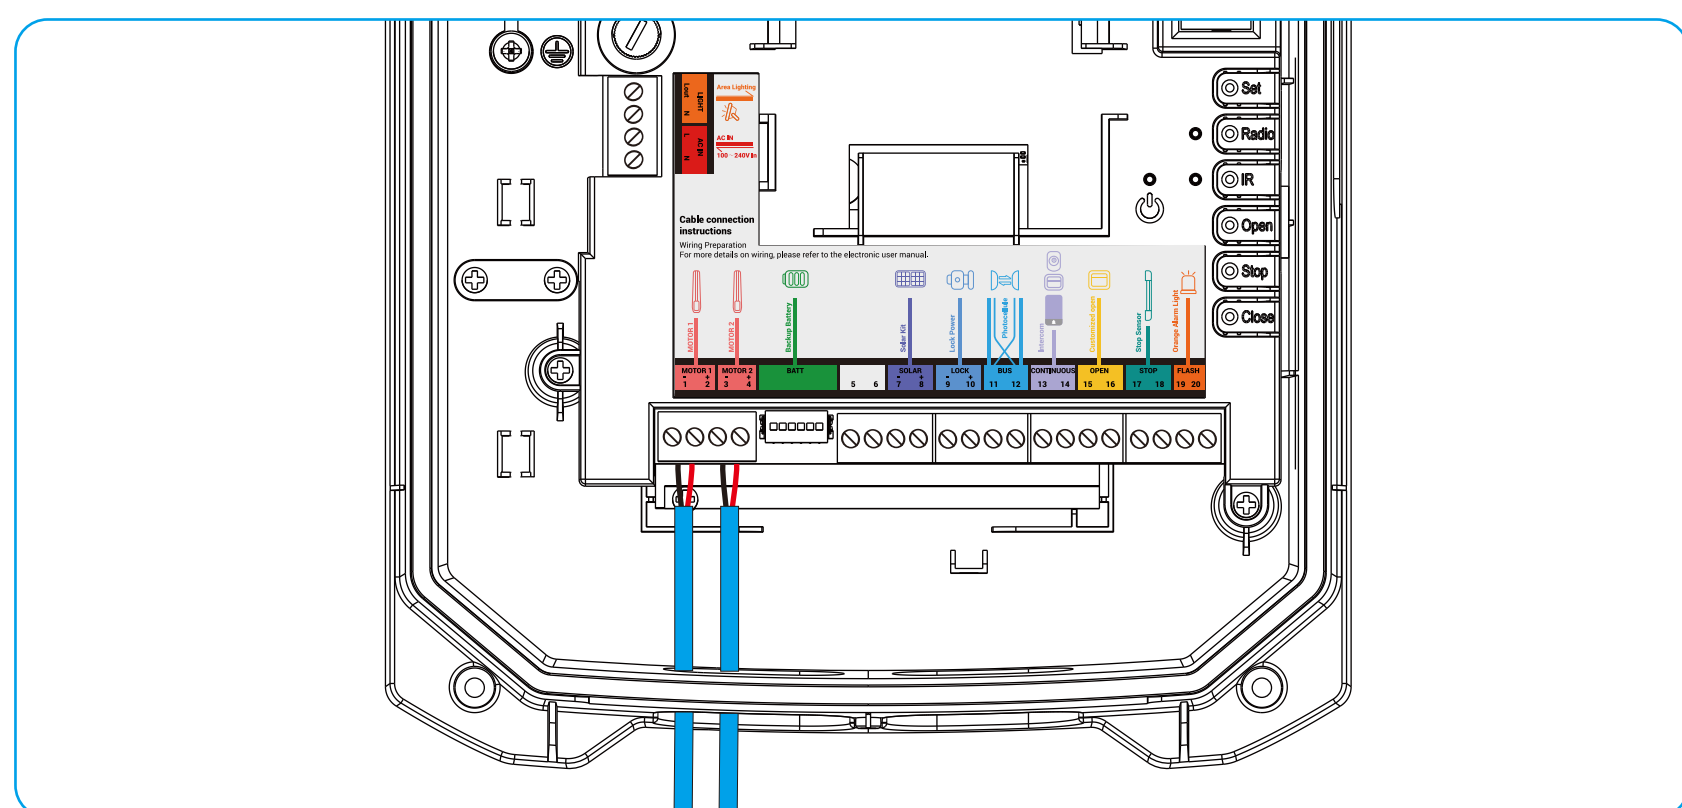 Set
Radio
IR
Open
Stop
Close
LIGHT
Lout N
AC IN
L N
Area Lighting
AC IN
100 ~ 240V In
Cable connection
instructions
Wiring Preparation
For more details on wiring, please refer to the electronic user manual.
MOTOR 1
MOTOR 2
Backup Battery
Solar Kit
Lock Power
Photocell
Intercom
Customized open
Stop Sensor
Orange Alarm Light
MOTOR 1 MOTOR 2 BATT SOLAR LOCK BUS CONTINUOUS OPEN STOP FLASH
- + - + - + - +
1 2 3 4 5 6 7 8 9 10 11 12 13 14 15 16 17 18 19 20